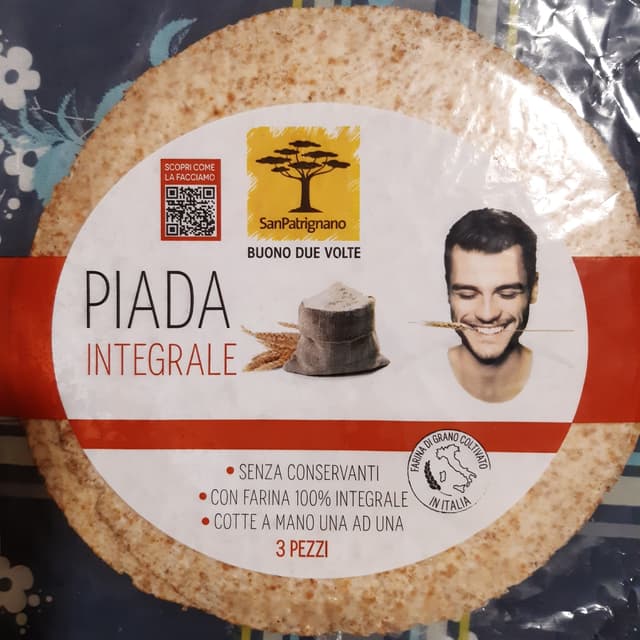 SCOPRI COME
LA FACCIAMO
SanPatrignano
BUONO DUE VOLTE
PIADA
INTEGRALE
FARINA DI GRANO COLTIVATO
IN ITALIA
• SENZA CONSERVANTI
• CON FARINA 100% INTEGRALE
• COTTE A MANO UNA AD UNA
3 PEZZI